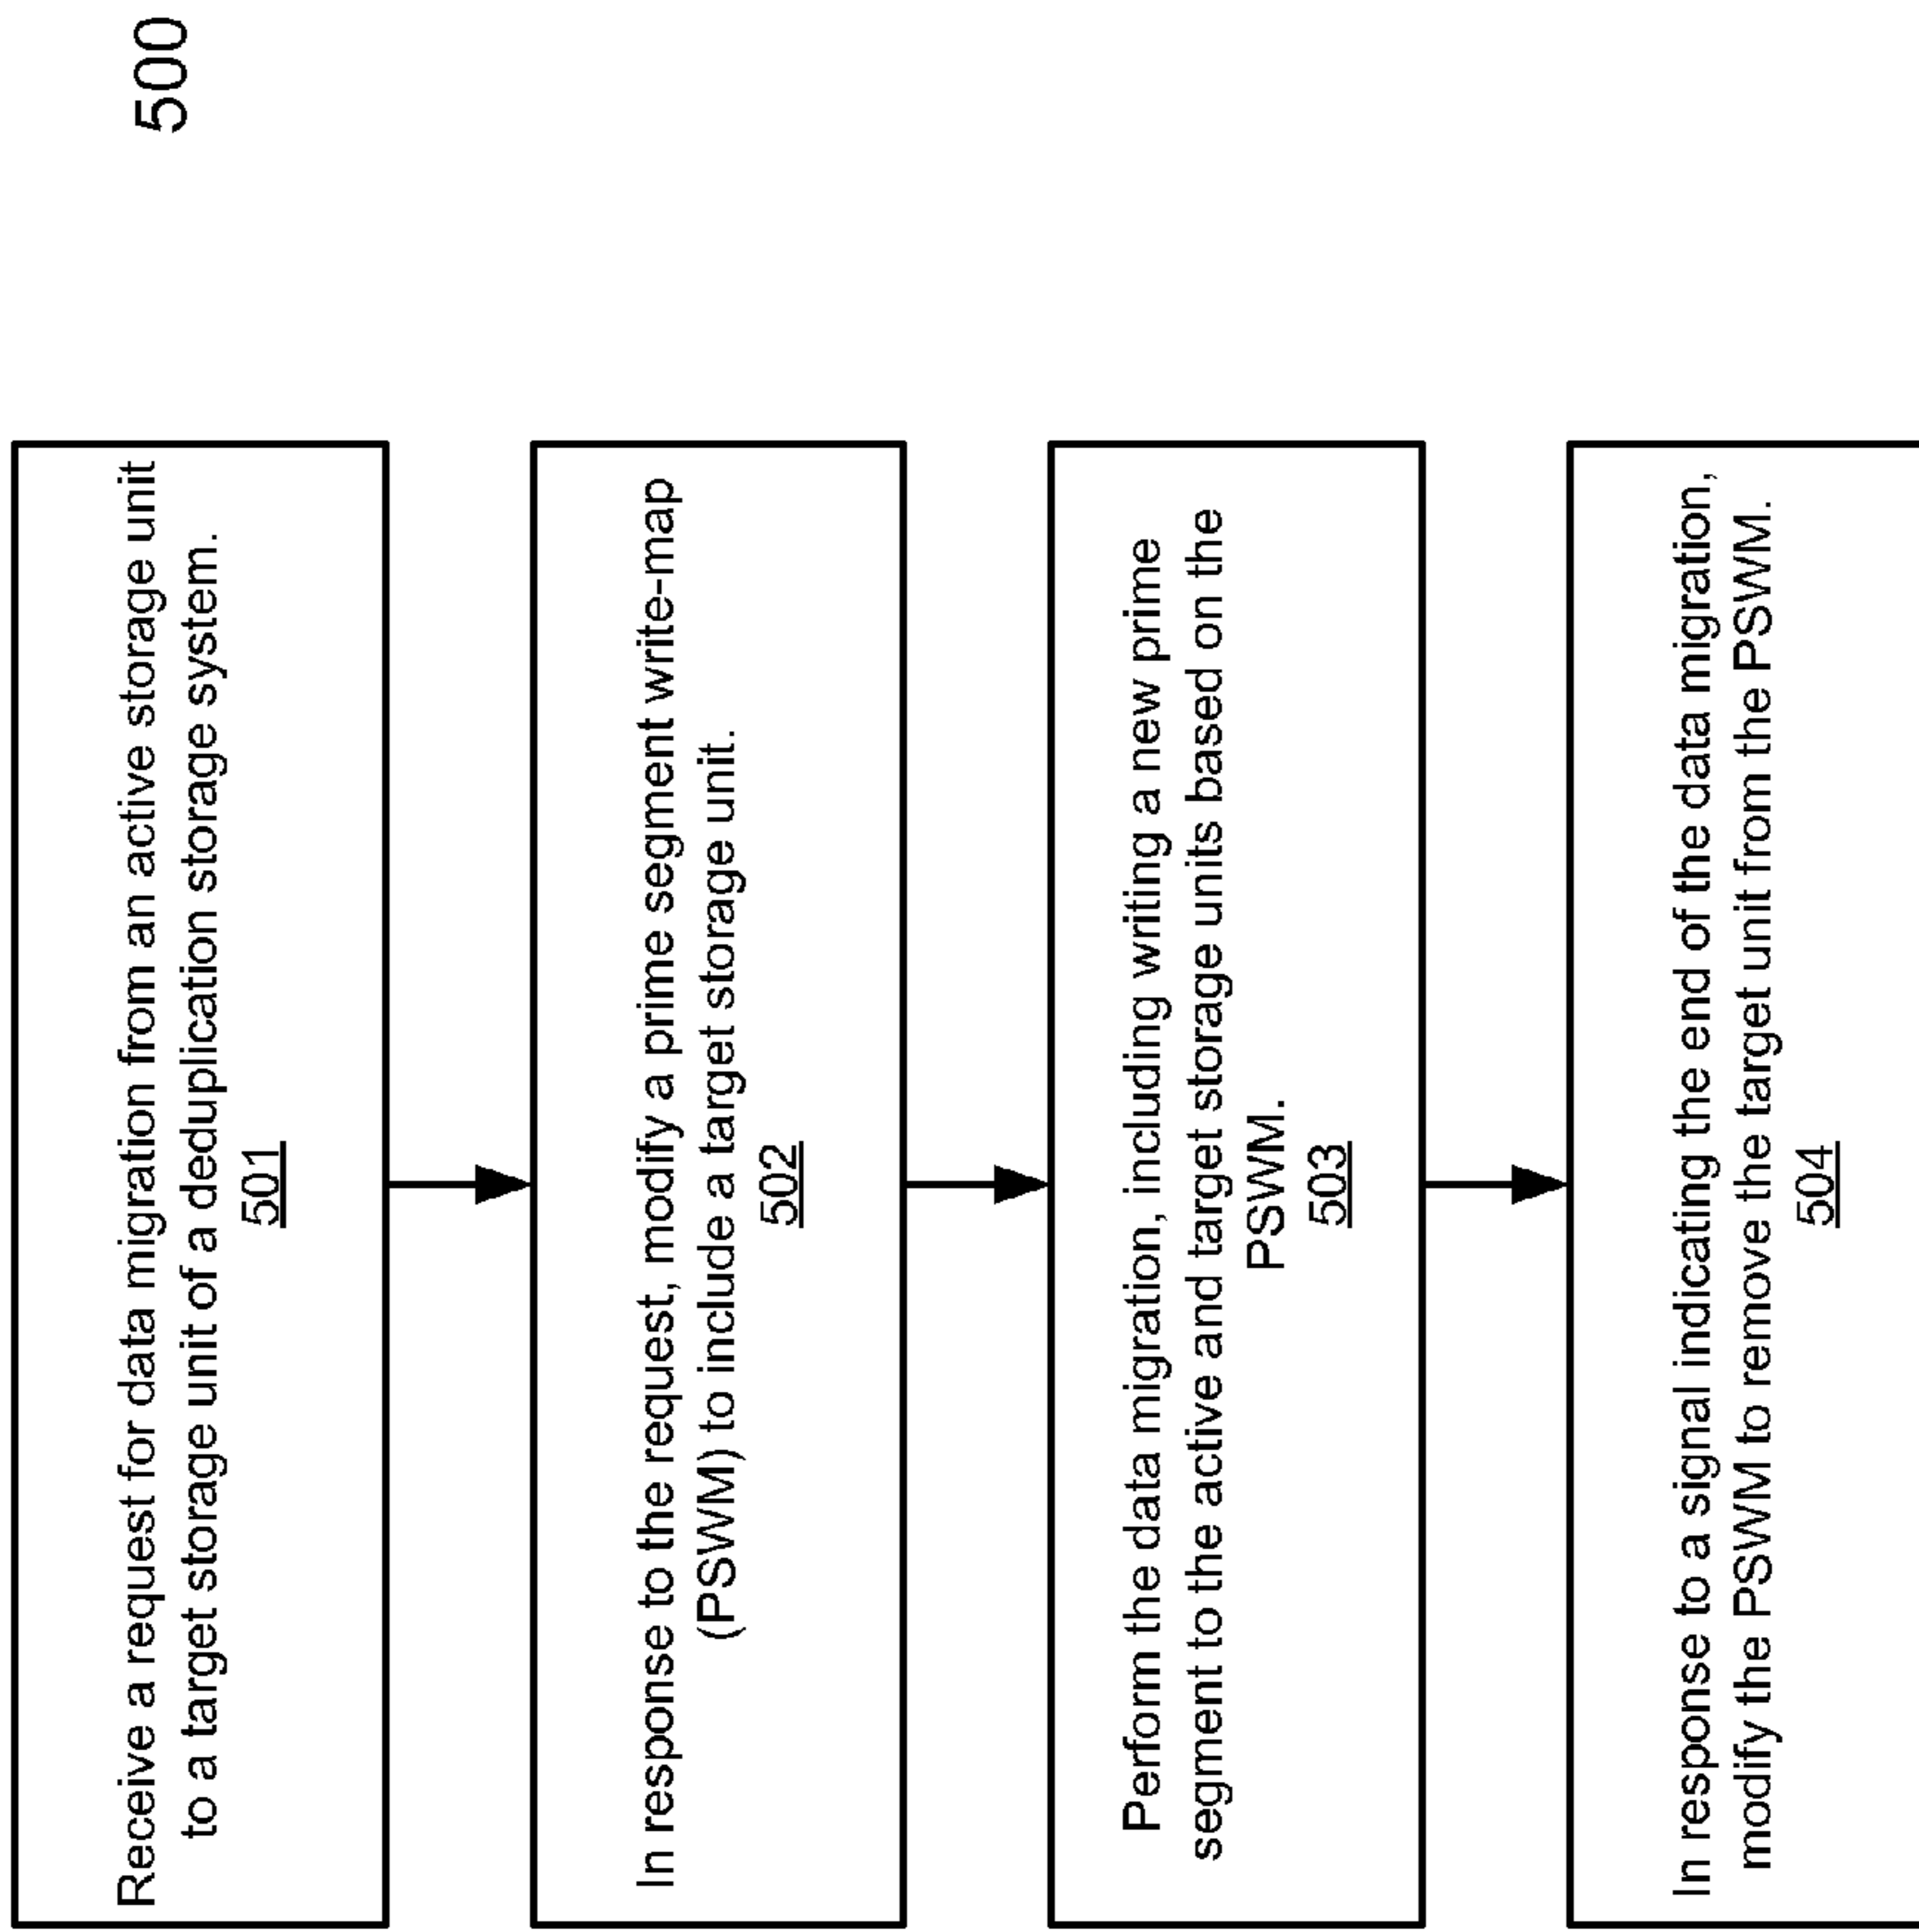 500
Receive a request for data migration from an active storage unit
to a target storage unit of a deduplication storage system.
501
In response to the request, modify a prime segment write-map
(PSWM) to include a target storage unit.
502
Perform the data migration, including writing a new prime
segment to the active and target storage units based on the
PSWM.
503
In response to a signal indicating the end of the data migration,
modify the PSWM to remove the target unit from the PSWM.
504